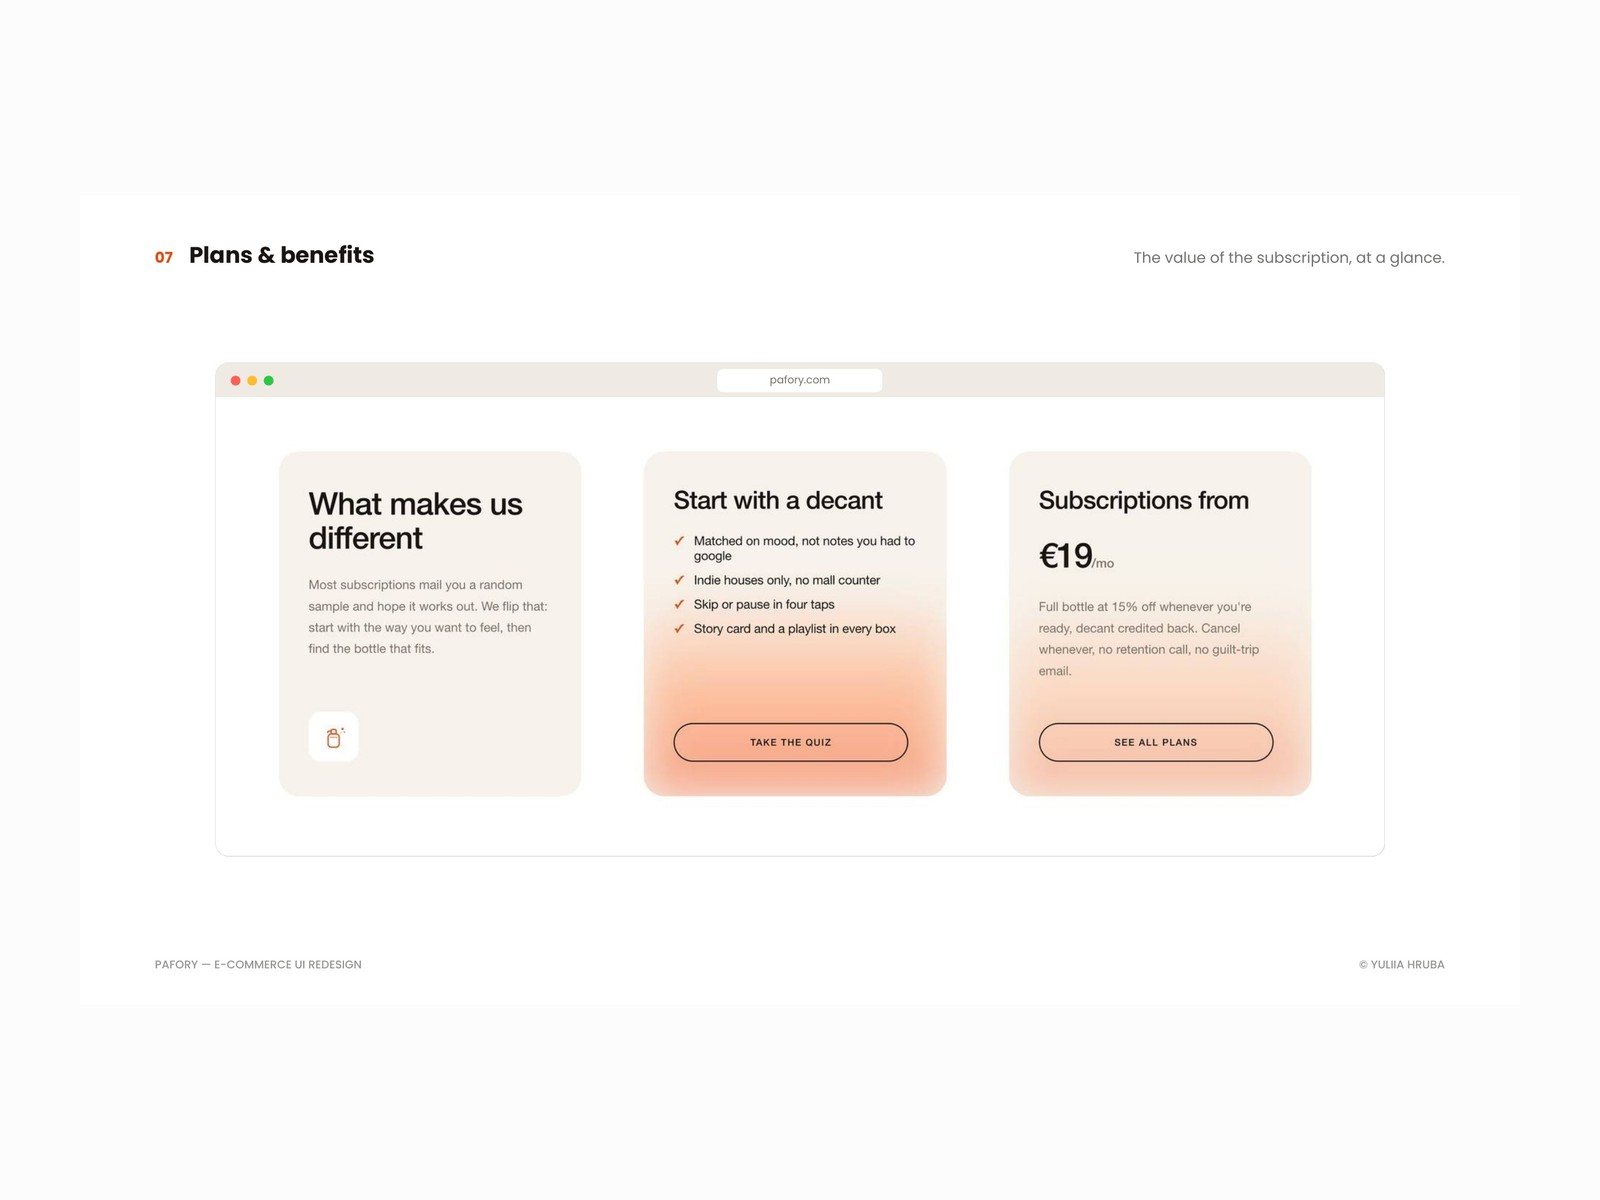 07 Plans & benefits
The value of the subscription, at a glance.
pafory.com
What makes us
different
Most subscriptions mail you a random
sample and hope it works out. We flip that:
start with the way you want to feel, then
find the bottle that fits.
Start with a decant
✓ Matched on mood, not notes you had to
google
✓ Indie houses only, no mall counter
✓ Skip or pause in four taps
✓ Story card and a playlist in every box
TAKE THE QUIZ
Subscriptions from
€19/mo
Full bottle at 15% off whenever you're
ready, decant credited back. Cancel
whenever, no retention call, no guilt-trip
email.
SEE ALL PLANS
PAFORY — E-COMMERCE UI REDESIGN
© YULIIA HRUBA